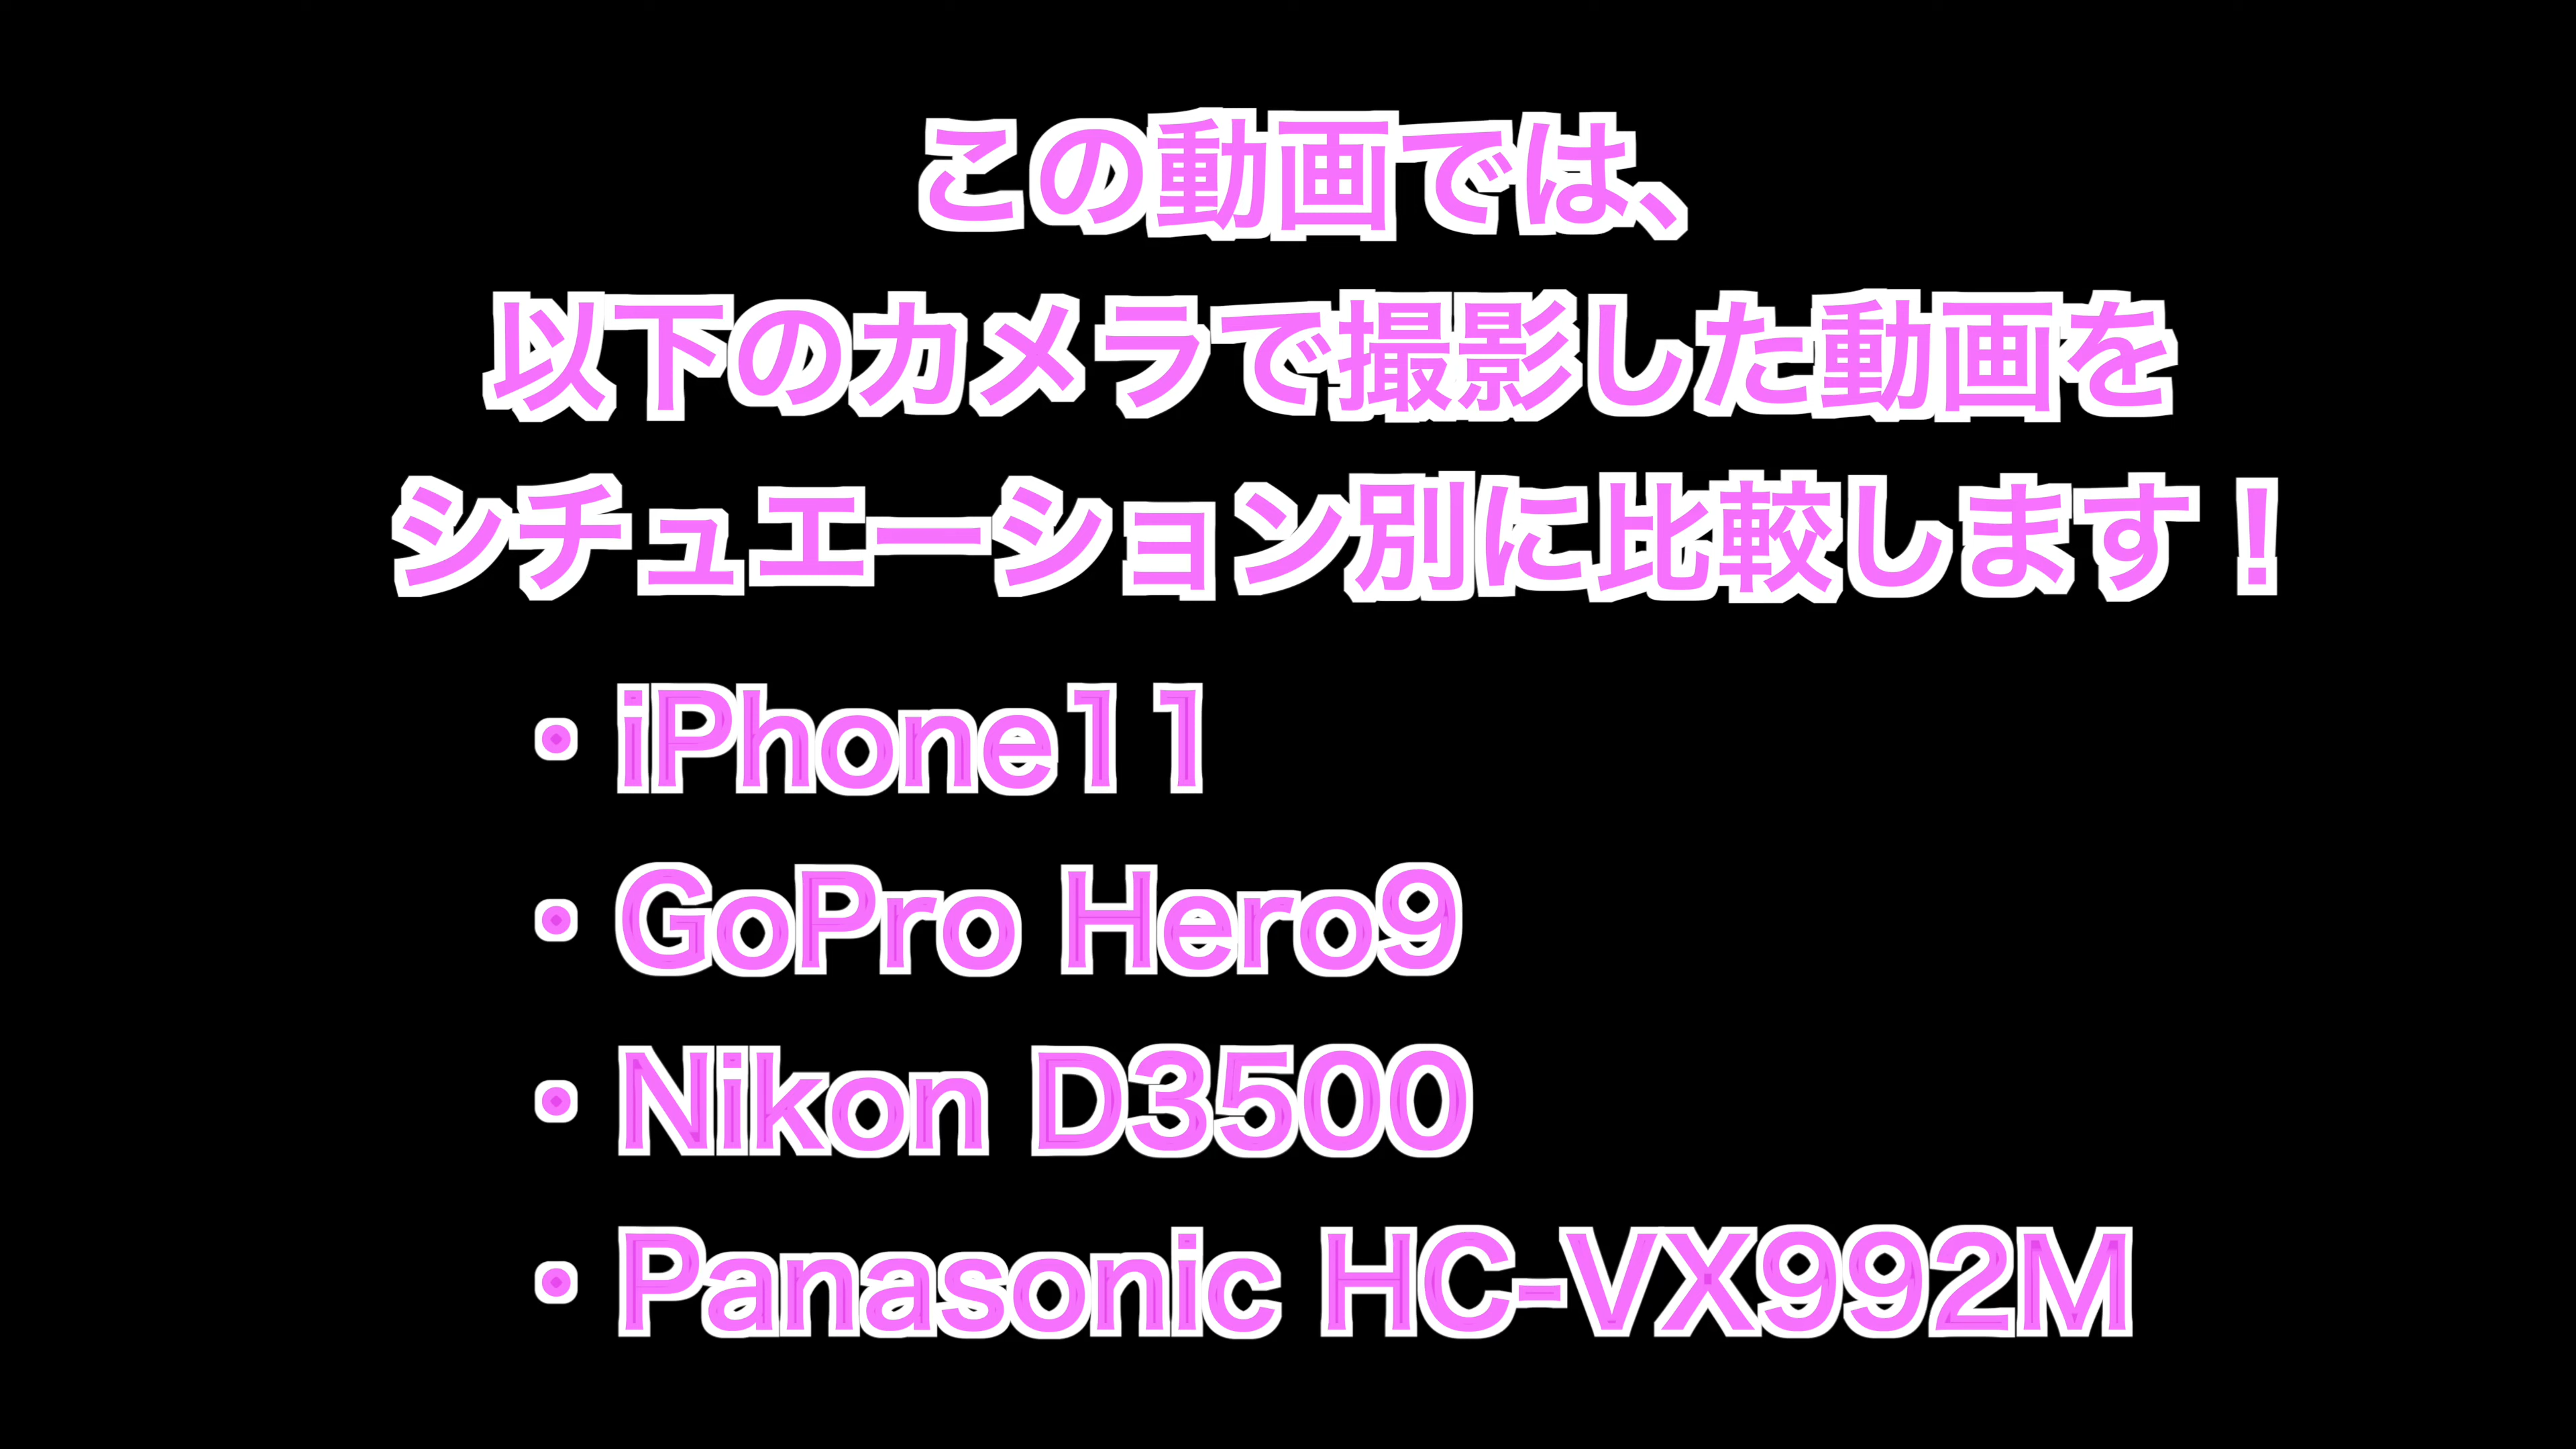 この動画では、
以下のカメラで撮影した動画を
シチュエーション別に比較します！
・iPhone11
・GoPro Hero9
・Nikon D3500
・Panasonic HC-VX992M